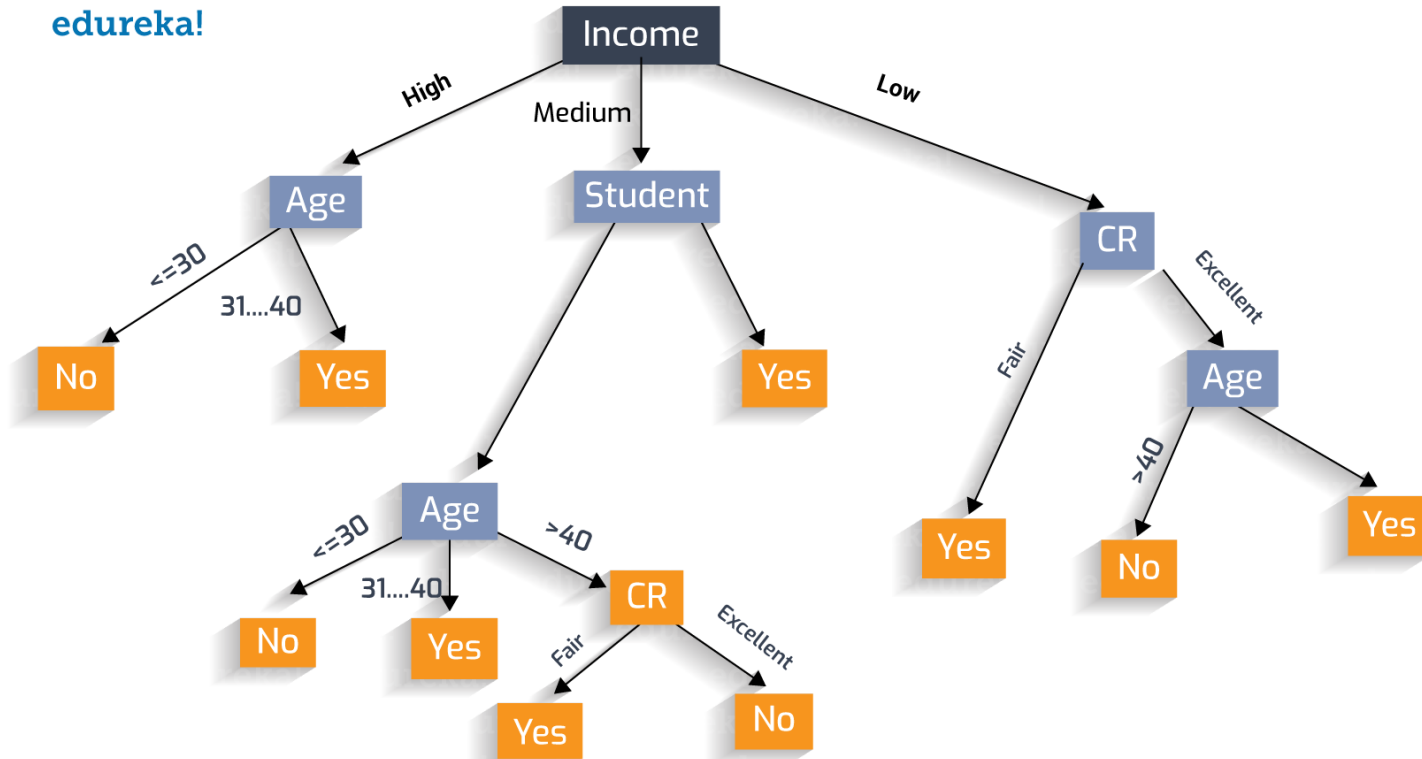 edureka!
Income
High
Medium
Low
Age
Student
CR
<=30
31....40
Excellent
Fair
No
Yes
Yes
Age
>40
Age
Yes
No
Yes
<=30
31....40
>40
CR
No
Yes
Fair
Excellent
Yes
No